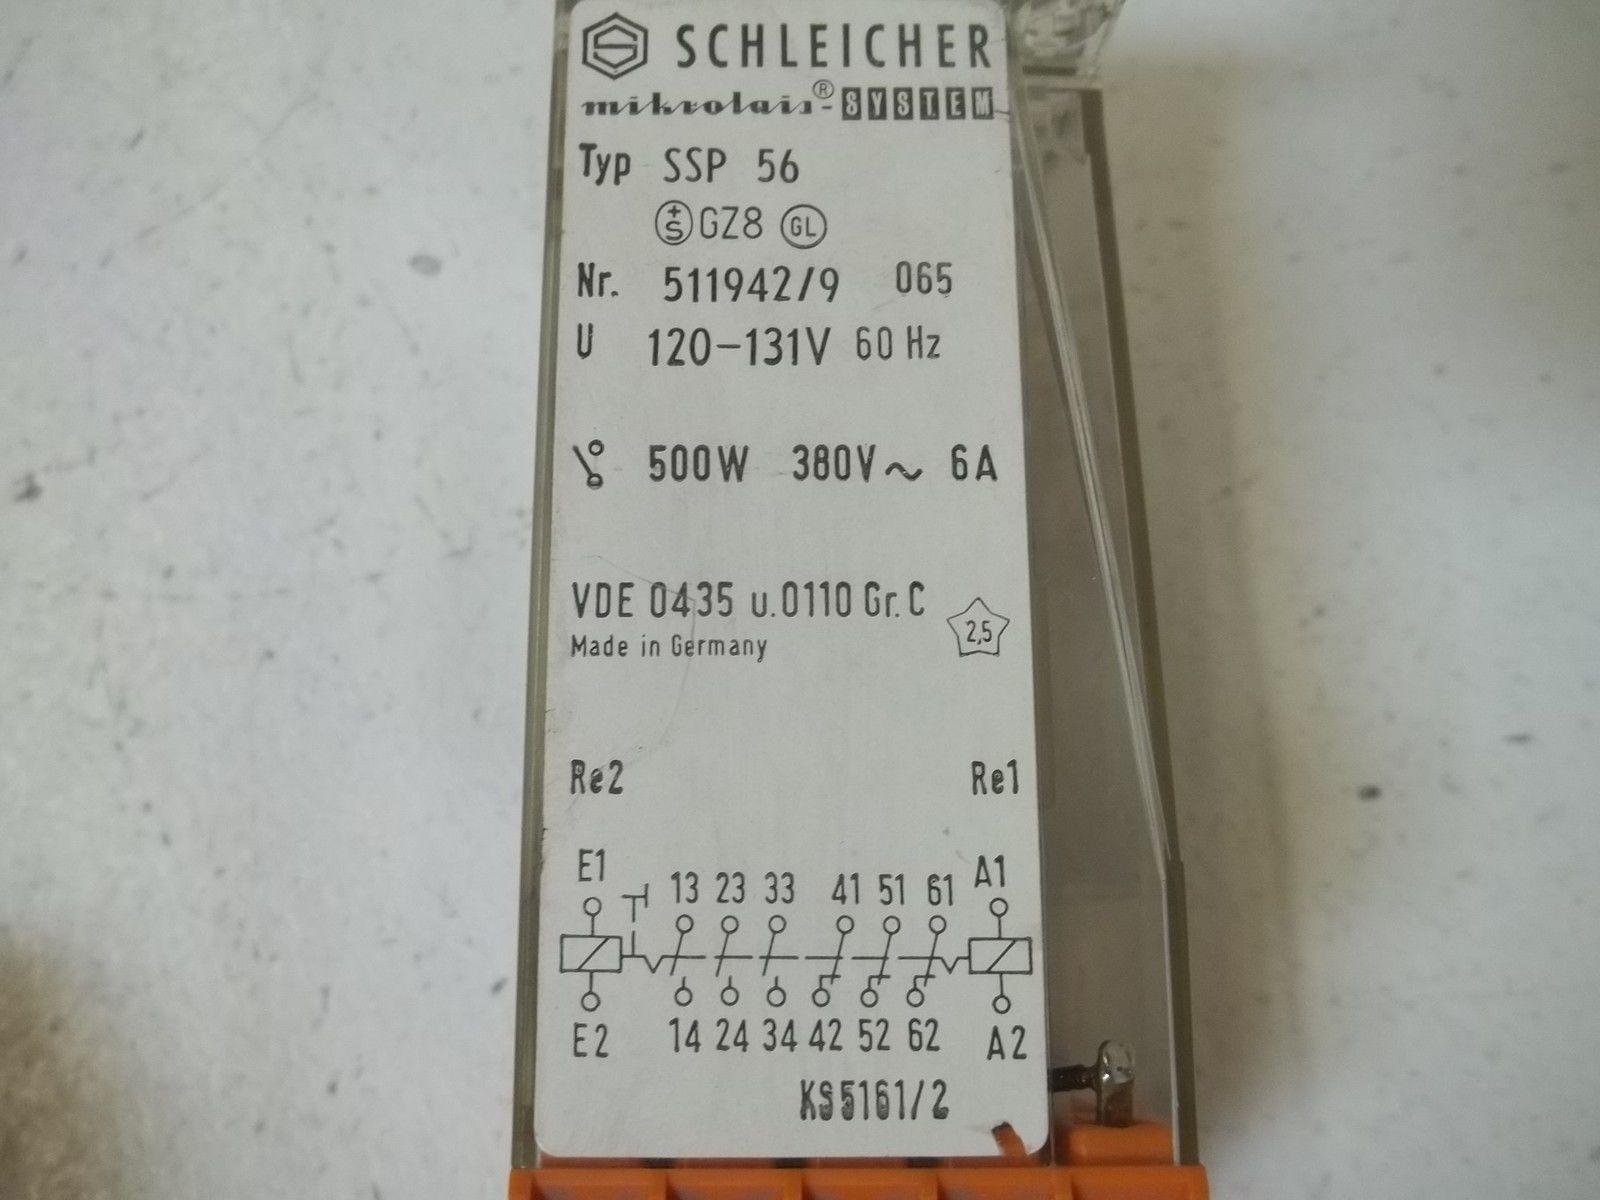 SCHLEICHER
mikrolais®-SYSTEM
Typ SSP 56
+S GZ8 GL
Nr. 511942/9 065
U 120-131V 60 Hz
500W 380V~ 6A
VDE 0435 u.0110 Gr.C
2,5
Made in Germany
Re2 Re1
E1 13 23 33 41 51 61 A1
E2 14 24 34 42 52 62 A2
KS5161/2